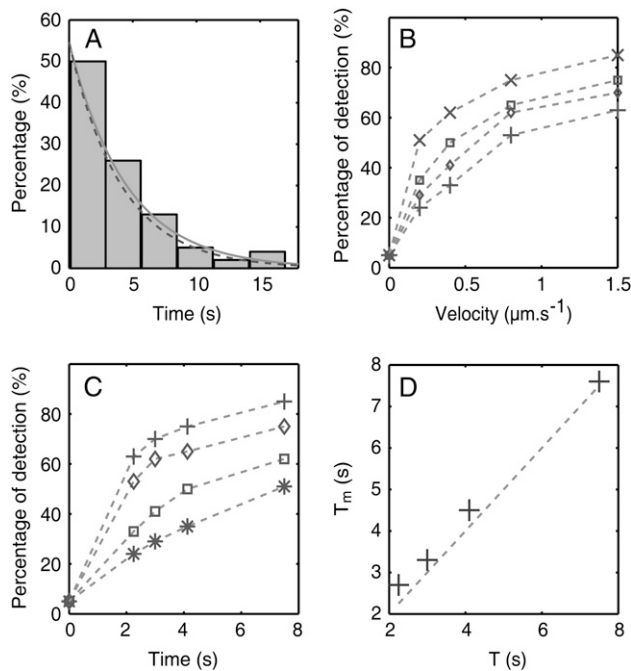 A
Percentage (%)
60
50
40
30
20
10
0
0 5 10 15
Time (s)
B
Percentage of detection (%)
80
60
40
20
0
0 0.5 1 1.5
Velocity (µm.s⁻¹)
C
Percentage of detection (%)
80
60
40
20
0
0 2 4 6 8
Time (s)
D
Tₘ (s)
8
7
6
5
4
3
2
2 4 6 8
T (s)